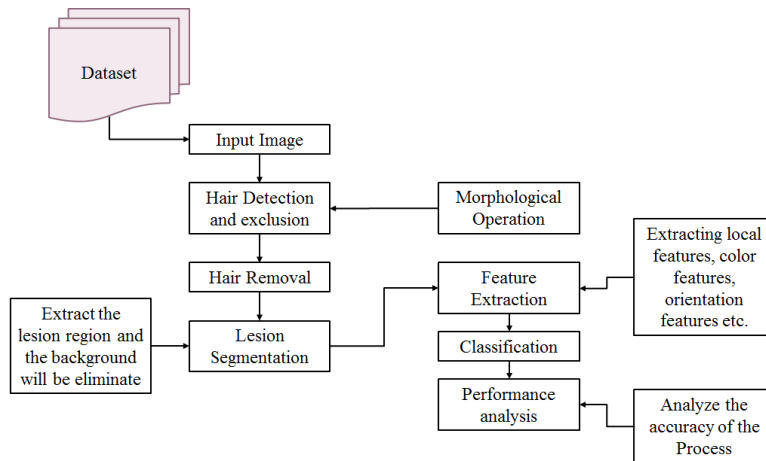 Dataset
Input Image
Hair Detection
and exclusion
Morphological
Operation
Hair Removal
Feature
Extraction
Extracting local
features, color
features,
orientation
features etc.
Extract the
lesion region and
the background
will be eliminate
Lesion
Segmentation
Classification
Performance
analysis
Analyze the
accuracy of the
Process